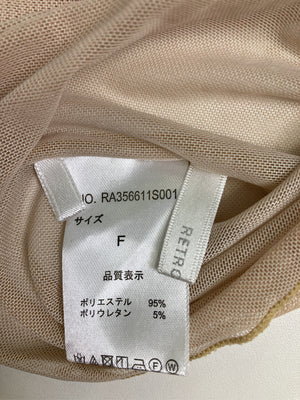 NO. RA356611S001
サイズ
F
品質表示
ポリエステル 95%
ポリウレタン 5%
RETRO